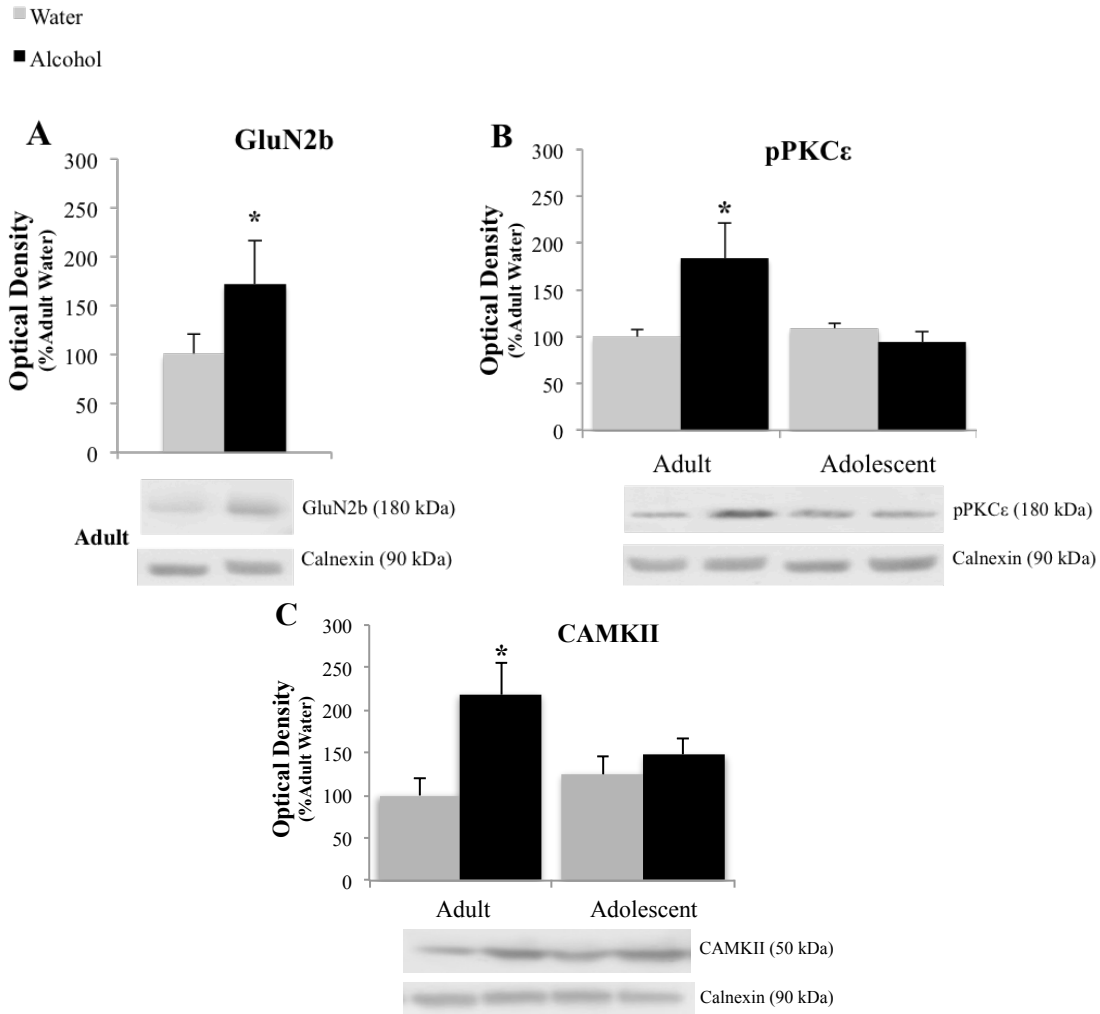 Water
Alcohol
A
GluN2b
300
250
200
150
100
50
0
Optical Density
(%Adult Water)
*
GluN2b (180 kDa)
Adult
Calnexin (90 kDa)
B
pPKCε
300
250
200
150
100
50
0
Optical Density
(%Adult Water)
*
Adult Adolescent
pPKCε (180 kDa)
Calnexin (90 kDa)
C
CAMKII
300
250
200
150
100
50
0
Optical Density
(%Adult Water)
*
Adult Adolescent
CAMKII (50 kDa)
Calnexin (90 kDa)